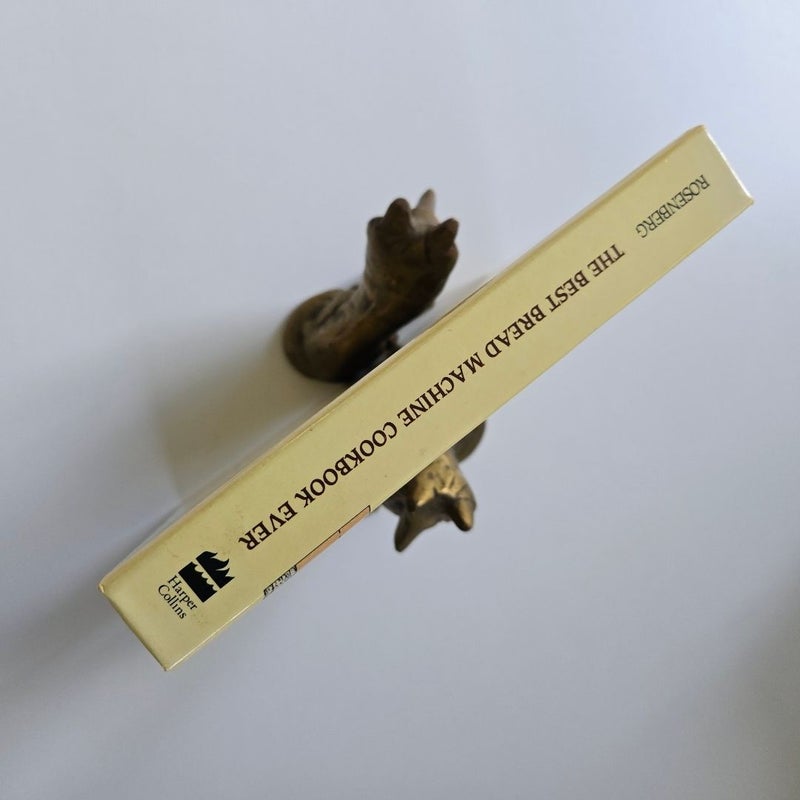 ROSENBERG
THE BEST BREAD MACHINE COOKBOOK EVER
Harper
Collins